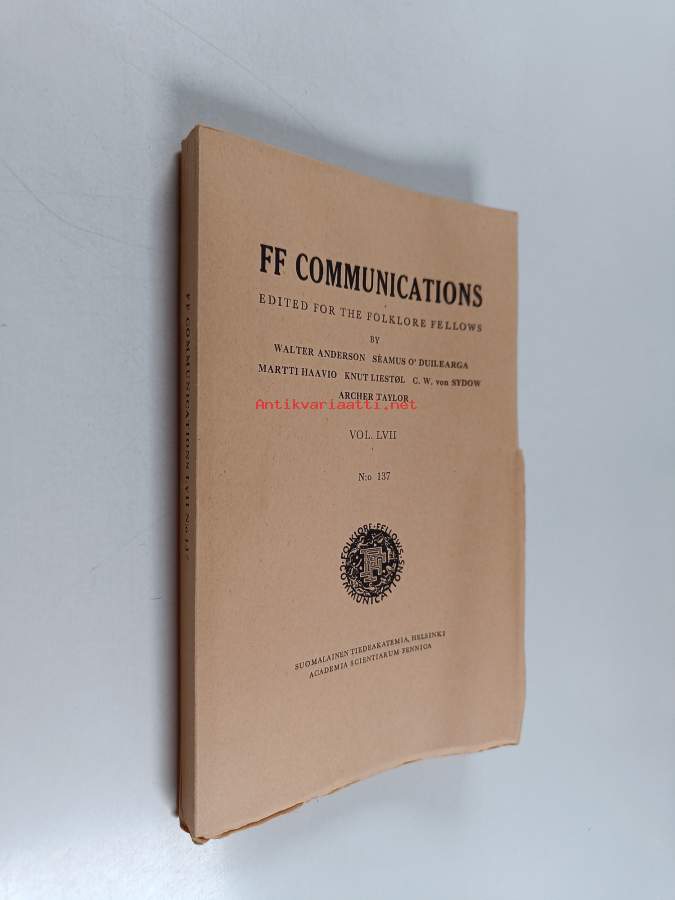 FF COMMUNICATIONS
EDITED FOR THE FOLKLORE FELLOWS
BY
WALTER ANDERSON SÉAMUS O' DUILEARGA
MARTTI HAAVIO KNUT LIESTØL C. W. von SYDOW
ARCHER TAYLOR
Antikvariaatti.net
VOL. LVII
N:o 137
FOLKLORE · FELLOWS
COMMUNICATIONS
FF
SUOMALAINEN TIEDEAKATEMIA, HELSINKI
ACADEMIA SCIENTIARUM FENNICA
FF COMMUNICATIONS LVII N:o 137